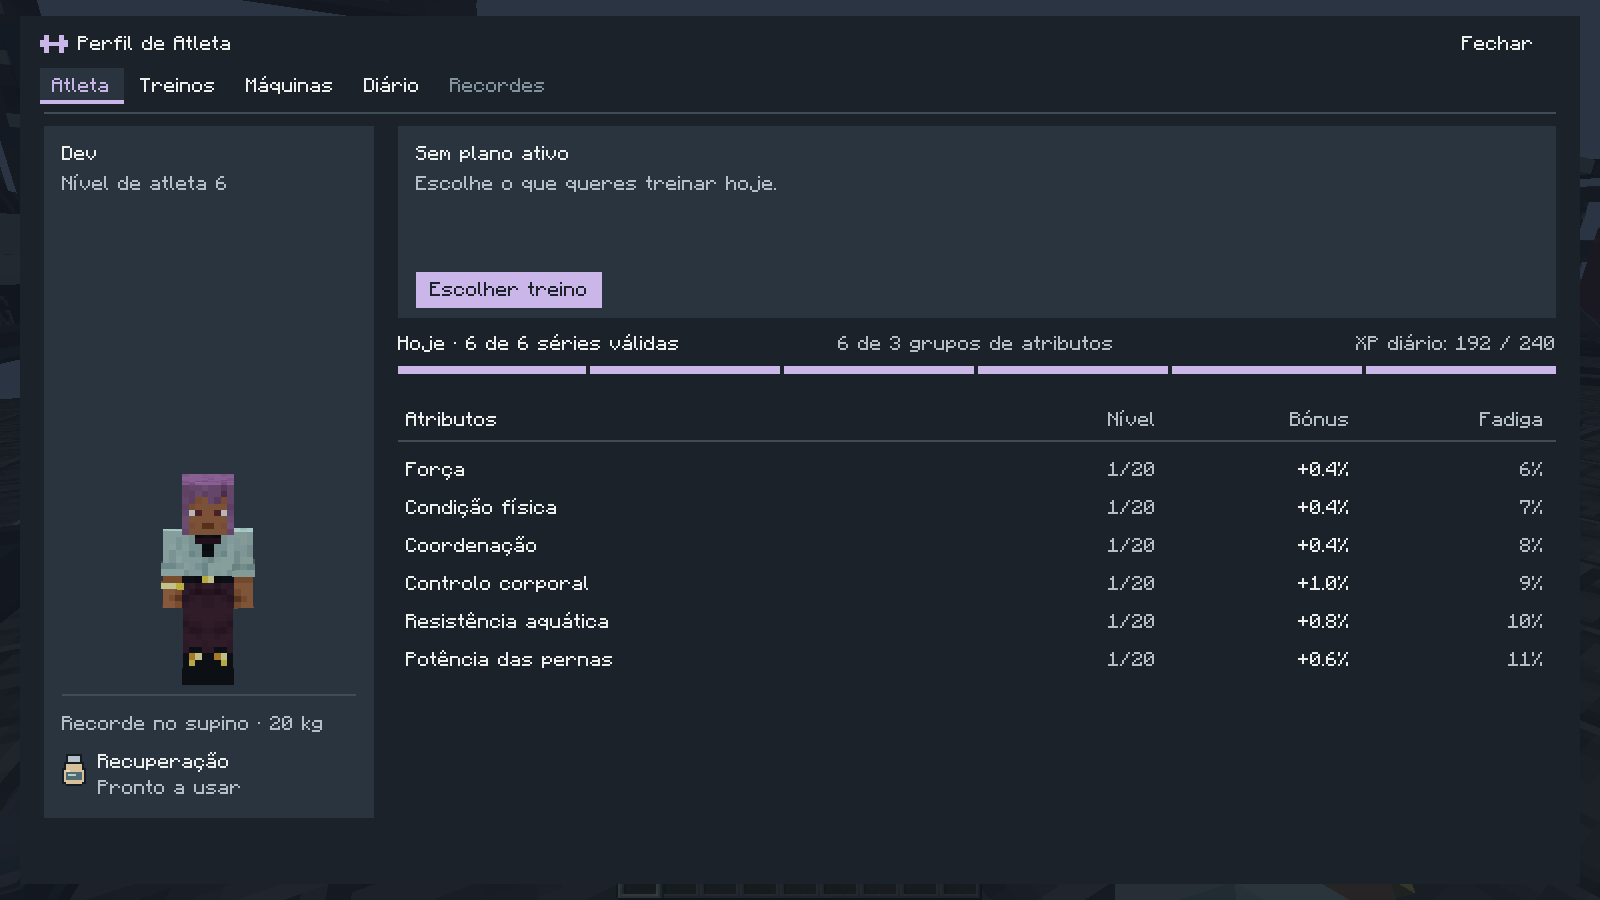 Perfil de Atleta
Fechar
Atleta Treinos Máquinas Diário Recordes
Dev
Nível de atleta 6
Recorde no supino · 20 kg
Recuperação
Pronto a usar
Sem plano ativo
Escolhe o que queres treinar hoje.
Escolher treino
Hoje · 6 de 6 séries válidas 6 de 3 grupos de atributos XP diário: 192 / 240
Atributos Nível Bónus Fadiga
Força 1/20 +0.4% 6%
Condição física 1/20 +0.4% 7%
Coordenação 1/20 +0.4% 8%
Controlo corporal 1/20 +1.0% 9%
Resistência aquática 1/20 +0.8% 10%
Potência das pernas 1/20 +0.6% 11%